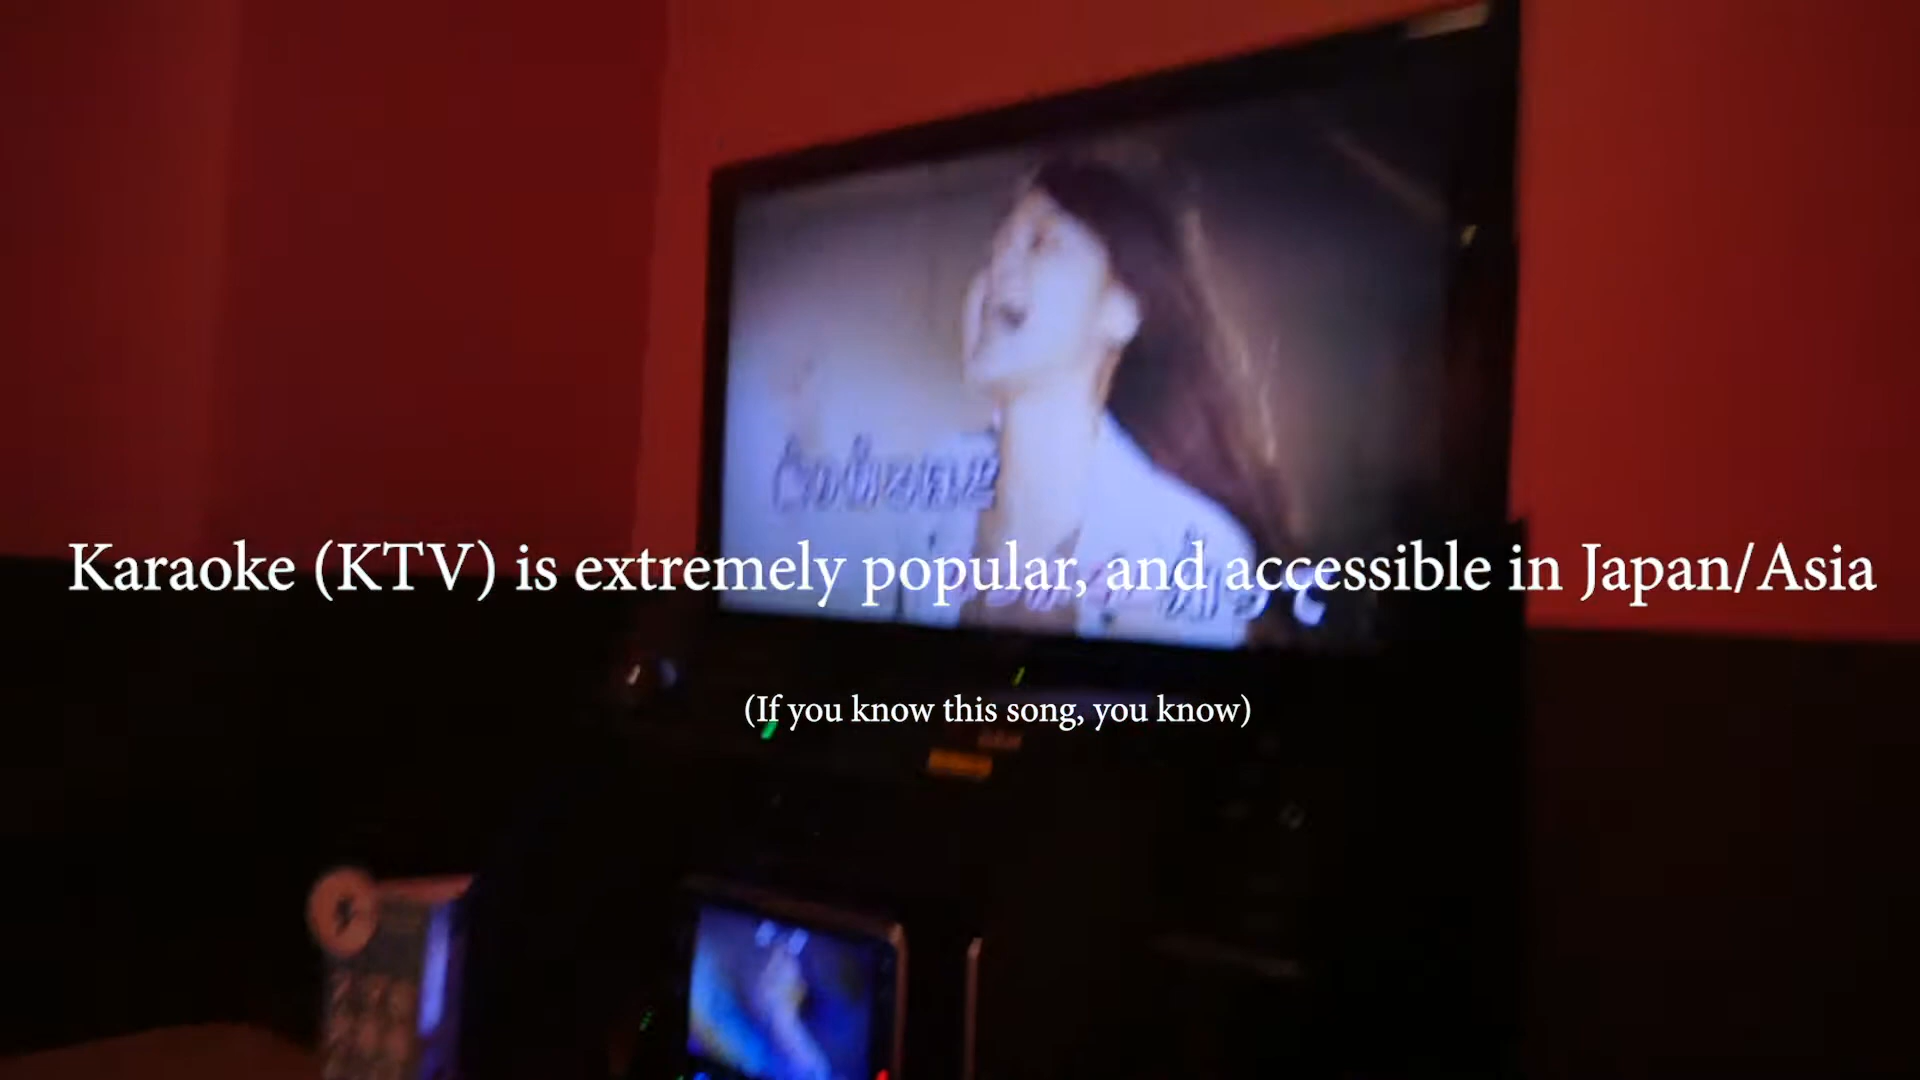 Karaoke (KTV) is extremely popular, and accessible in Japan/Asia
(If you know this song, you know)